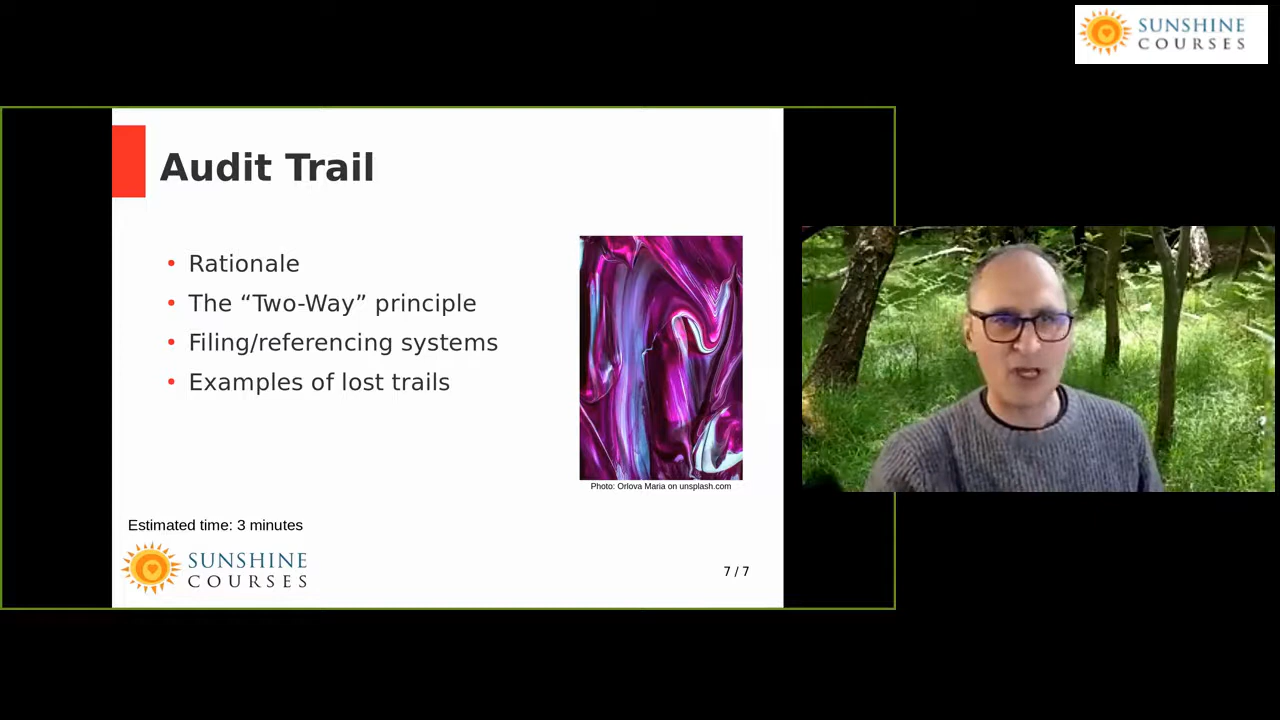 SUNSHINE
COURSES
Audit Trail
• Rationale
• The “Two-Way” principle
• Filing/referencing systems
• Examples of lost trails
Photo: Orlova Maria on unsplash.com
Estimated time: 3 minutes
SUNSHINE
COURSES
7 / 7